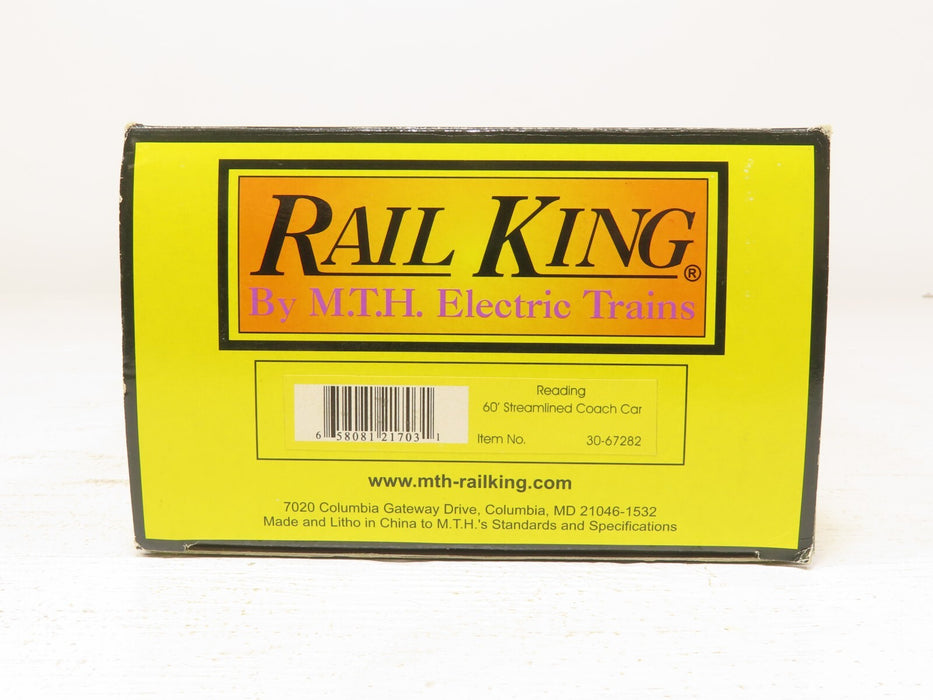 RAIL KING®
By M.T.H. Electric Trains
Reading
60' Streamlined Coach Car
6 58081 21703 1
Item No. 30-67282
www.mth-railking.com
7020 Columbia Gateway Drive, Columbia, MD 21046-1532
Made and Litho in China to M.T.H.'s Standards and Specifications